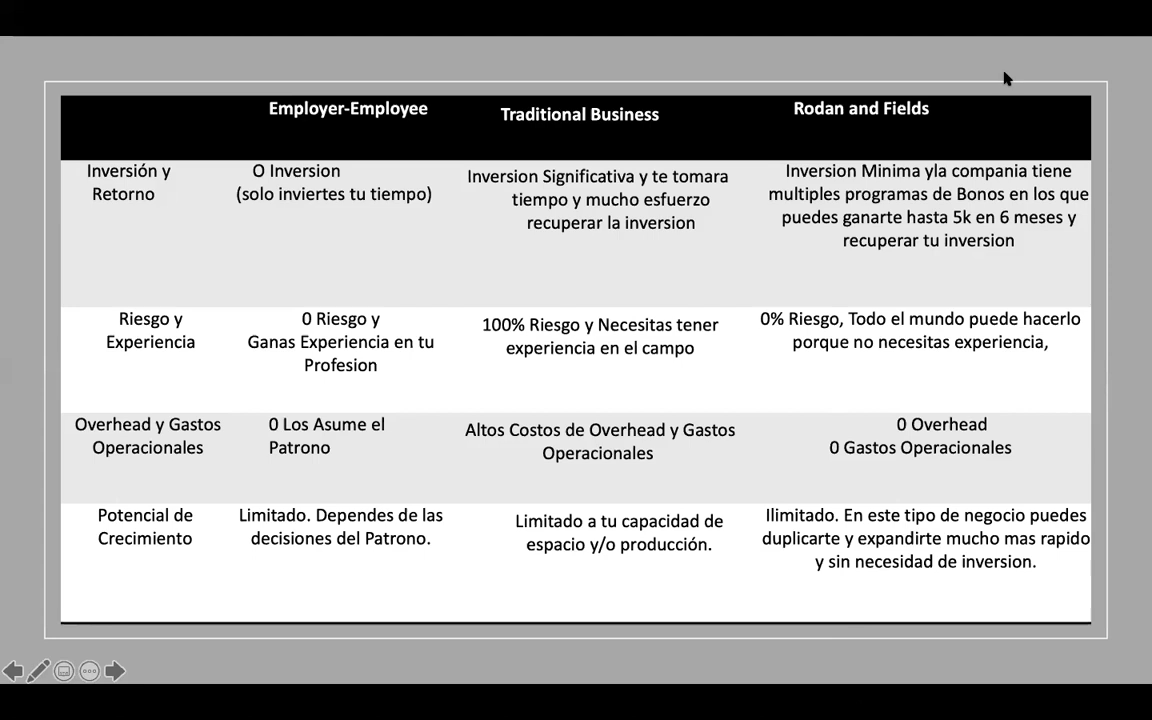 Employer-Employee
Traditional Business
Rodan and Fields
Inversión y
Retorno
O Inversion
(solo inviertes tu tiempo)
Inversion Significativa y te tomara
tiempo y mucho esfuerzo
recuperar la inversion
Inversion Minima yla compania tiene
multiples programas de Bonos en los que
puedes ganarte hasta 5k en 6 meses y
recuperar tu inversion
Riesgo y
Experiencia
0 Riesgo y
Ganas Experiencia en tu
Profesion
100% Riesgo y Necesitas tener
experiencia en el campo
0% Riesgo, Todo el mundo puede hacerlo
porque no necesitas experiencia,
Overhead y Gastos
Operacionales
0 Los Asume el
Patrono
Altos Costos de Overhead y Gastos
Operacionales
0 Overhead
0 Gastos Operacionales
Potencial de
Crecimiento
Limitado. Dependes de las
decisiones del Patrono.
Limitado a tu capacidad de
espacio y/o producción.
Ilimitado. En este tipo de negocio puedes
duplicarte y expandirte mucho mas rapido
y sin necesidad de inversion.